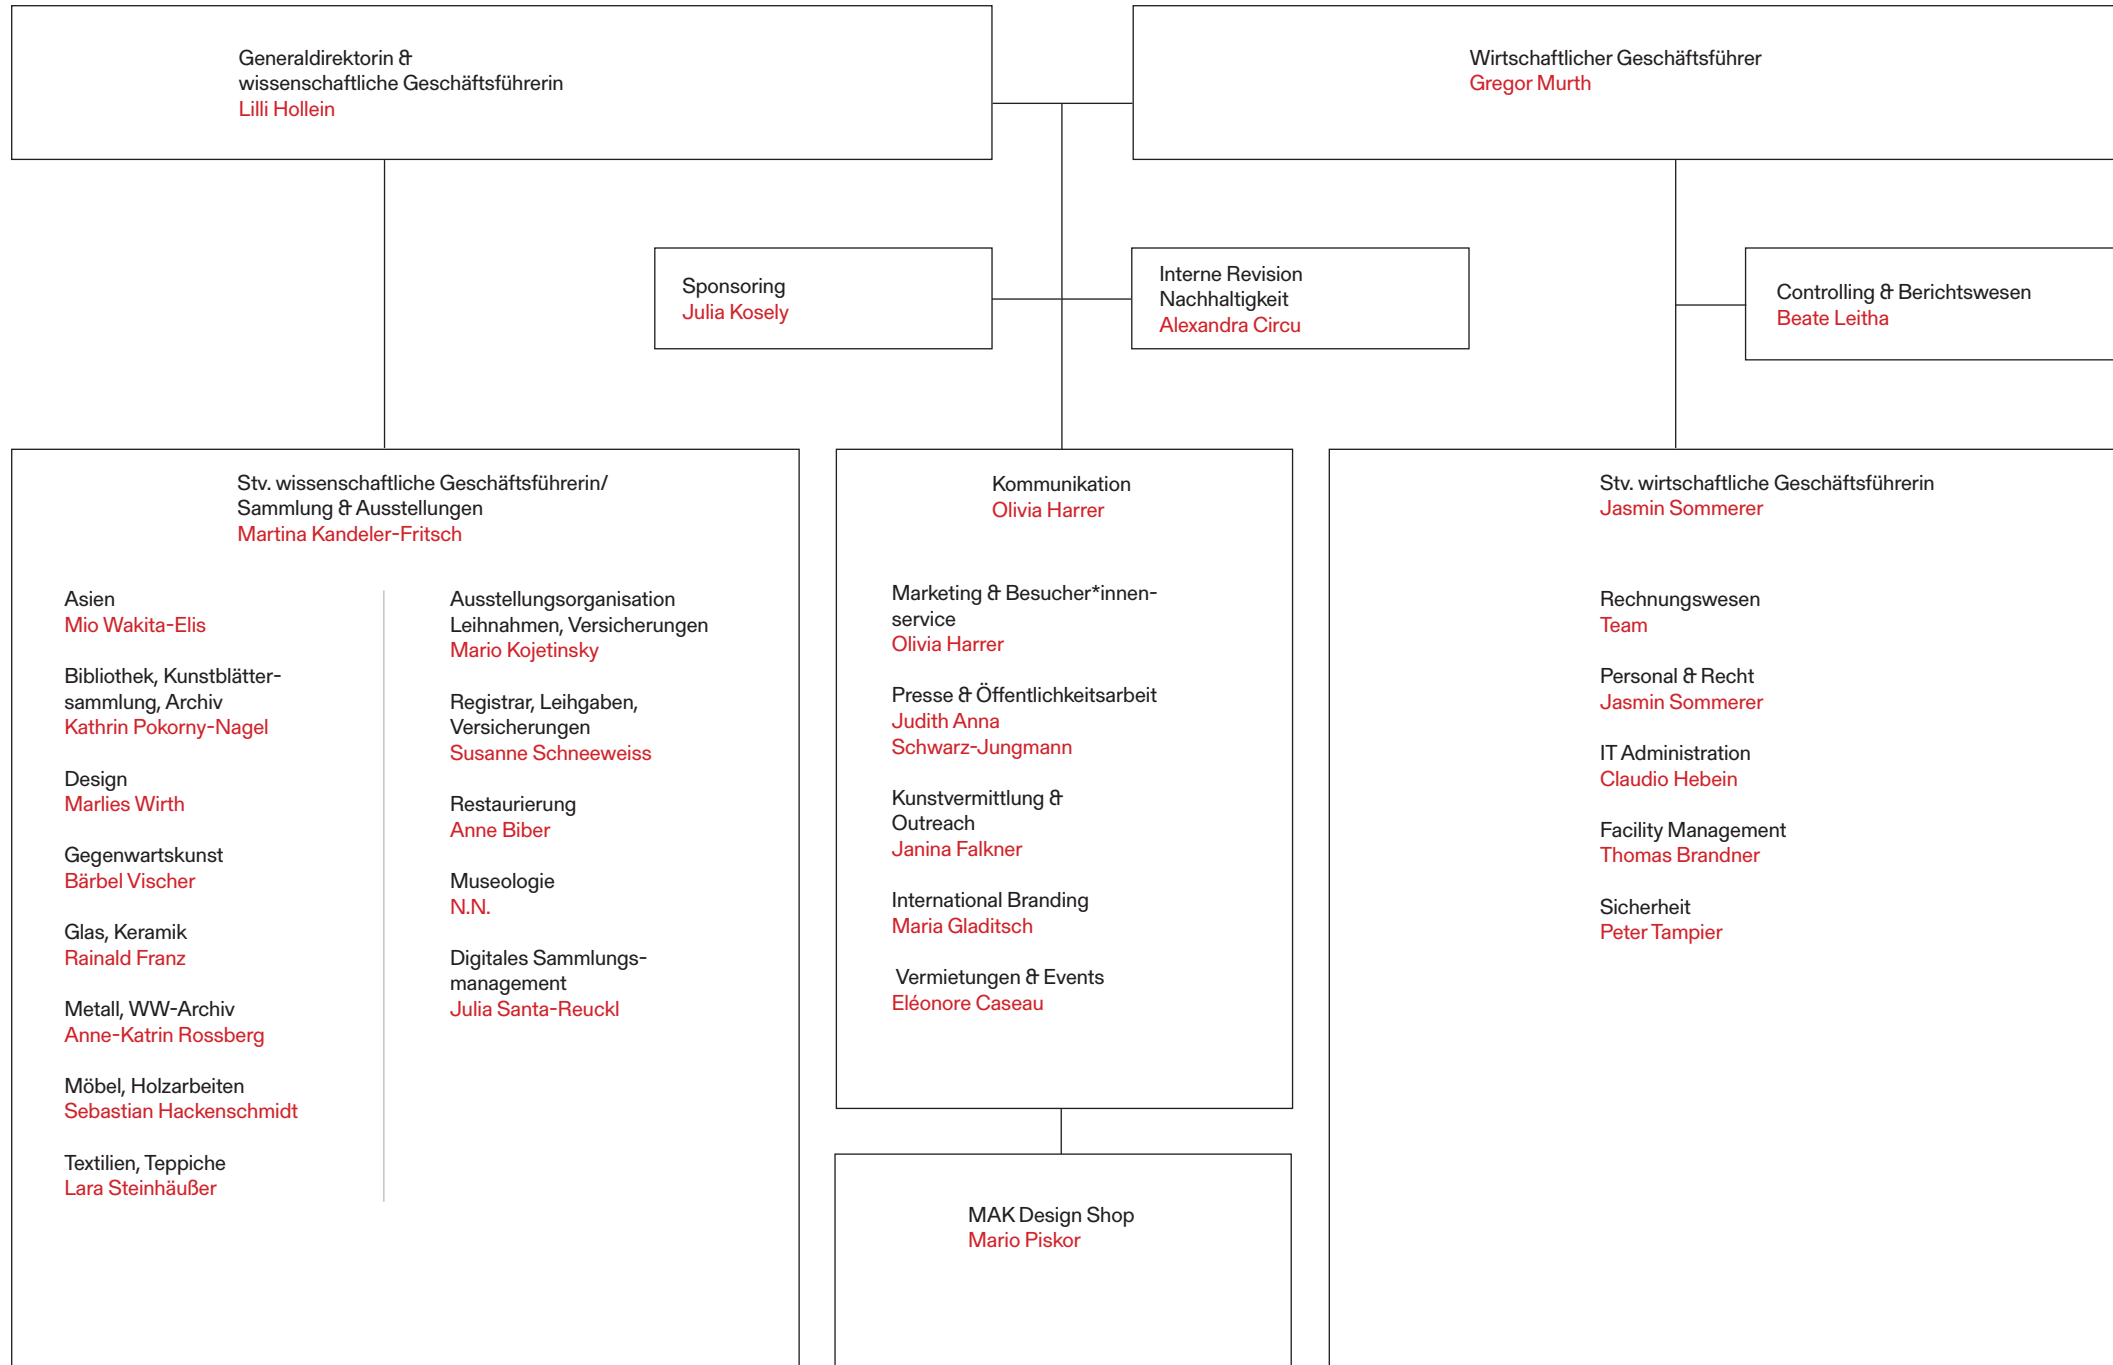 Generaldirektorin &
wissenschaftliche Geschäftsführerin
Lilli Hollein
Wirtschaftlicher Geschäftsführer
Gregor Murth
Sponsoring
Julia Kosely
Interne Revision
Nachhaltigkeit
Alexandra Circu
Controlling & Berichtswesen
Beate Leitha
Stv. wissenschaftliche Geschäftsführerin/
Sammlung & Ausstellungen
Martina Kandeler-Fritsch
Asien
Mio Wakita-Elis
Bibliothek, Kunstblätter-
sammlung, Archiv
Kathrin Pokorny-Nagel
Design
Marlies Wirth
Gegenwartskunst
Bärbel Vischer
Glas, Keramik
Rainald Franz
Metall, WW-Archiv
Anne-Katrin Rossberg
Möbel, Holzarbeiten
Sebastian Hackenschmidt
Textilien, Teppiche
Lara Steinhäußer
Ausstellungsorganisation
Leihnahmen, Versicherungen
Mario Kojetinsky
Registrar, Leihgaben,
Versicherungen
Susanne Schneeweiss
Restaurierung
Anne Biber
Museologie
N.N.
Digitales Sammlungs-
management
Julia Santa-Reuckl
Kommunikation
Olivia Harrer
Marketing & Besucher*innen-
service
Olivia Harrer
Presse & Öffentlichkeitsarbeit
Judith Anna
Schwarz-Jungmann
Kunstvermittlung &
Outreach
Janina Falkner
International Branding
Maria Gladitsch
Vermietungen & Events
Eléonore Caseau
MAK Design Shop
Mario Piskor
Stv. wirtschaftliche Geschäftsführerin
Jasmin Sommerer
Rechnungswesen
Team
Personal & Recht
Jasmin Sommerer
IT Administration
Claudio Hebein
Facility Management
Thomas Brandner
Sicherheit
Peter Tampier